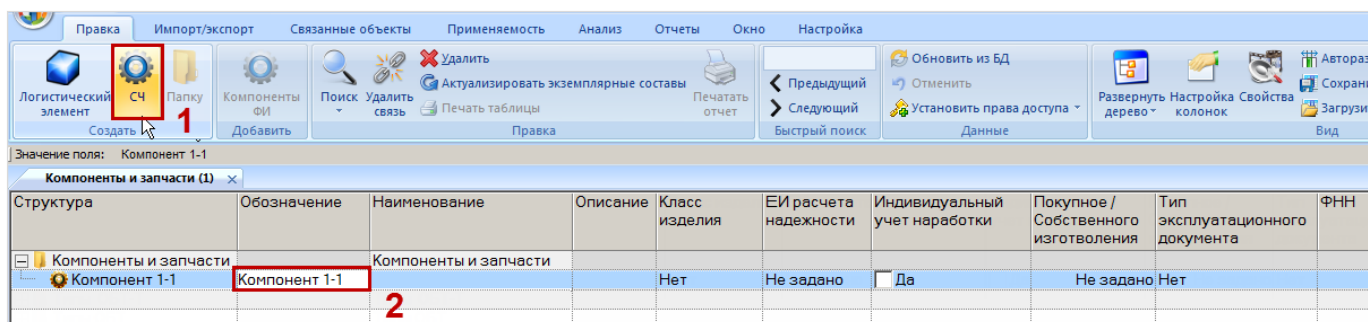 Правка Импорт/экспорт Связанные объекты Применяемость Анализ Отчеты Окно Настройка
Логистический элемент СЧ Папку Компоненты ФИ Поиск Удалить связь Удалить Печатать отчет Предыдущий Обновить из БД Развернуть дерево Настройка колонок Свойства Автораз
Актуализировать экземплярные составы Отменить Сохрани
Печать таблицы Следующий Установить права доступа Загрузи
1
Создать Добавить Правка Быстрый поиск Данные Вид
Значение поля: Компонент 1-1
Компоненты и запчасти (1)
Структура Обозначение Наименование Описание Класс изделия ЕИ расчета надежности Индивидуальный учет наработки Покупное / Собственного изготволения Тип эксплуатационного документа ФНН
Компоненты и запчасти Компоненты и запчасти
Компонент 1-1 Компонент 1-1 Нет Не задано Да Не задано Нет
2